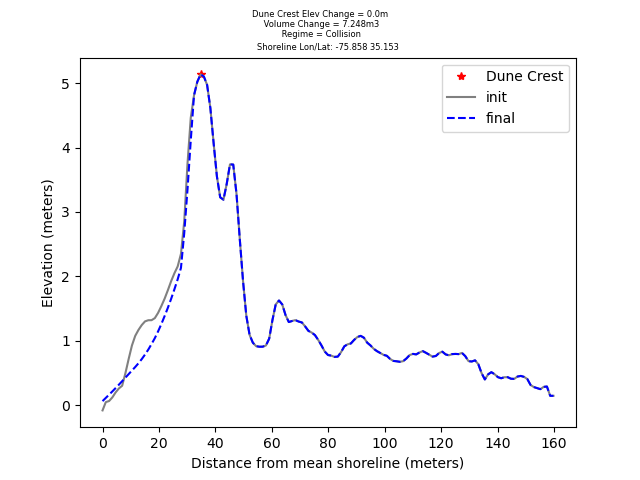 Dune Crest Elev Change = 0.0m
Volume Change = 7.248m3
Regime = Collision
Shoreline Lon/Lat: -75.858 35.153
Dune Crest
init
final
Elevation (meters)
5
4
3
2
1
0
0 20 40 60 80 100 120 140 160
Distance from mean shoreline (meters)